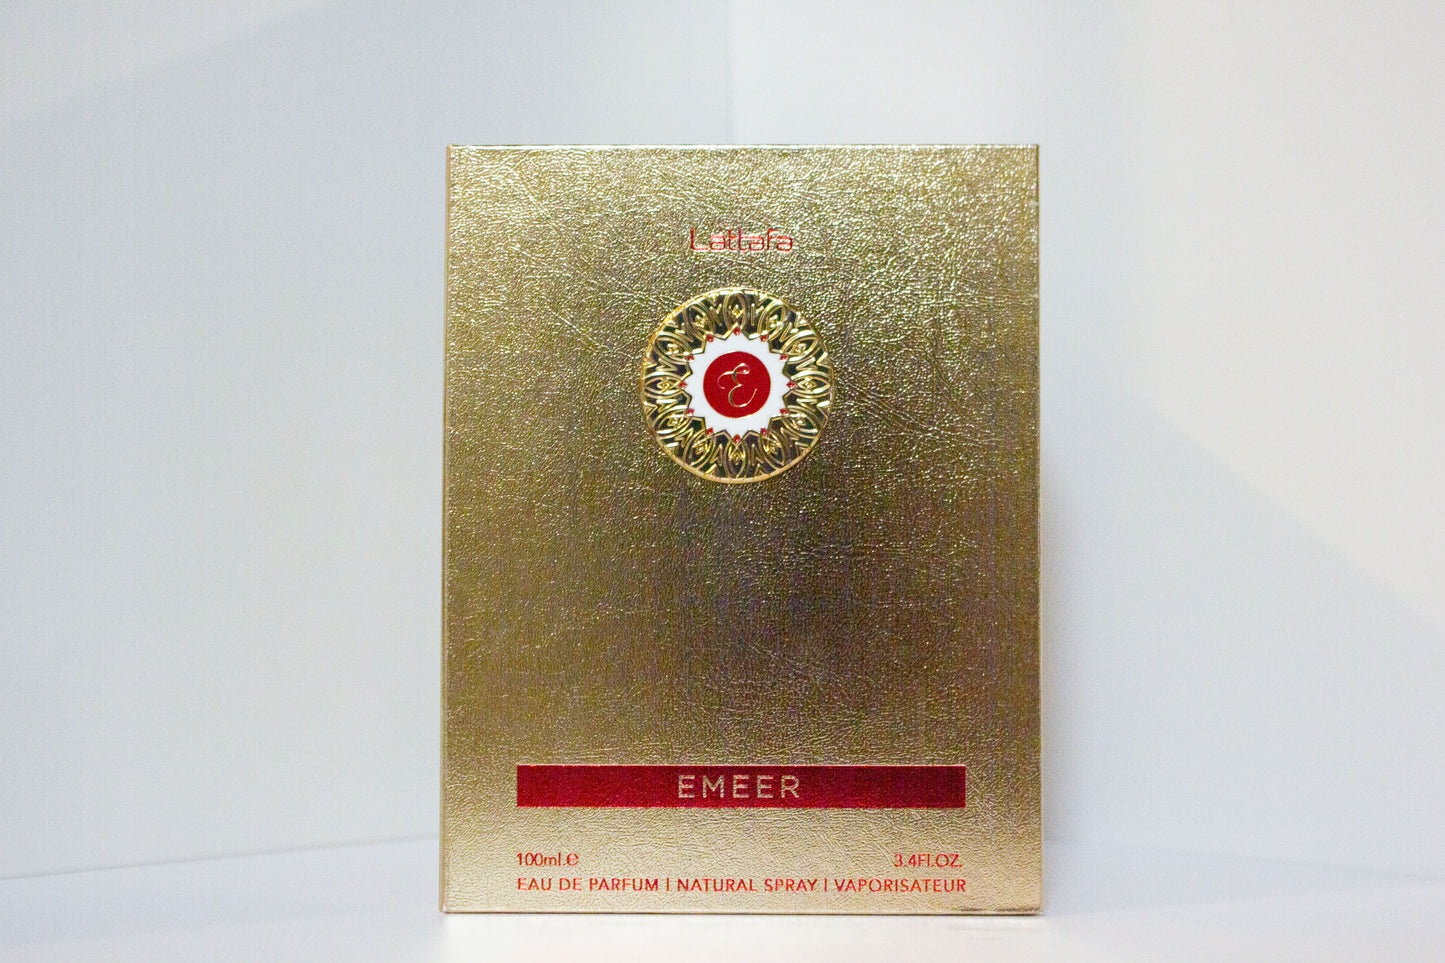 Lattafa
E
EMEER
100ml.e 3.4FL.OZ.
EAU DE PARFUM | NATURAL SPRAY | VAPORISATEUR